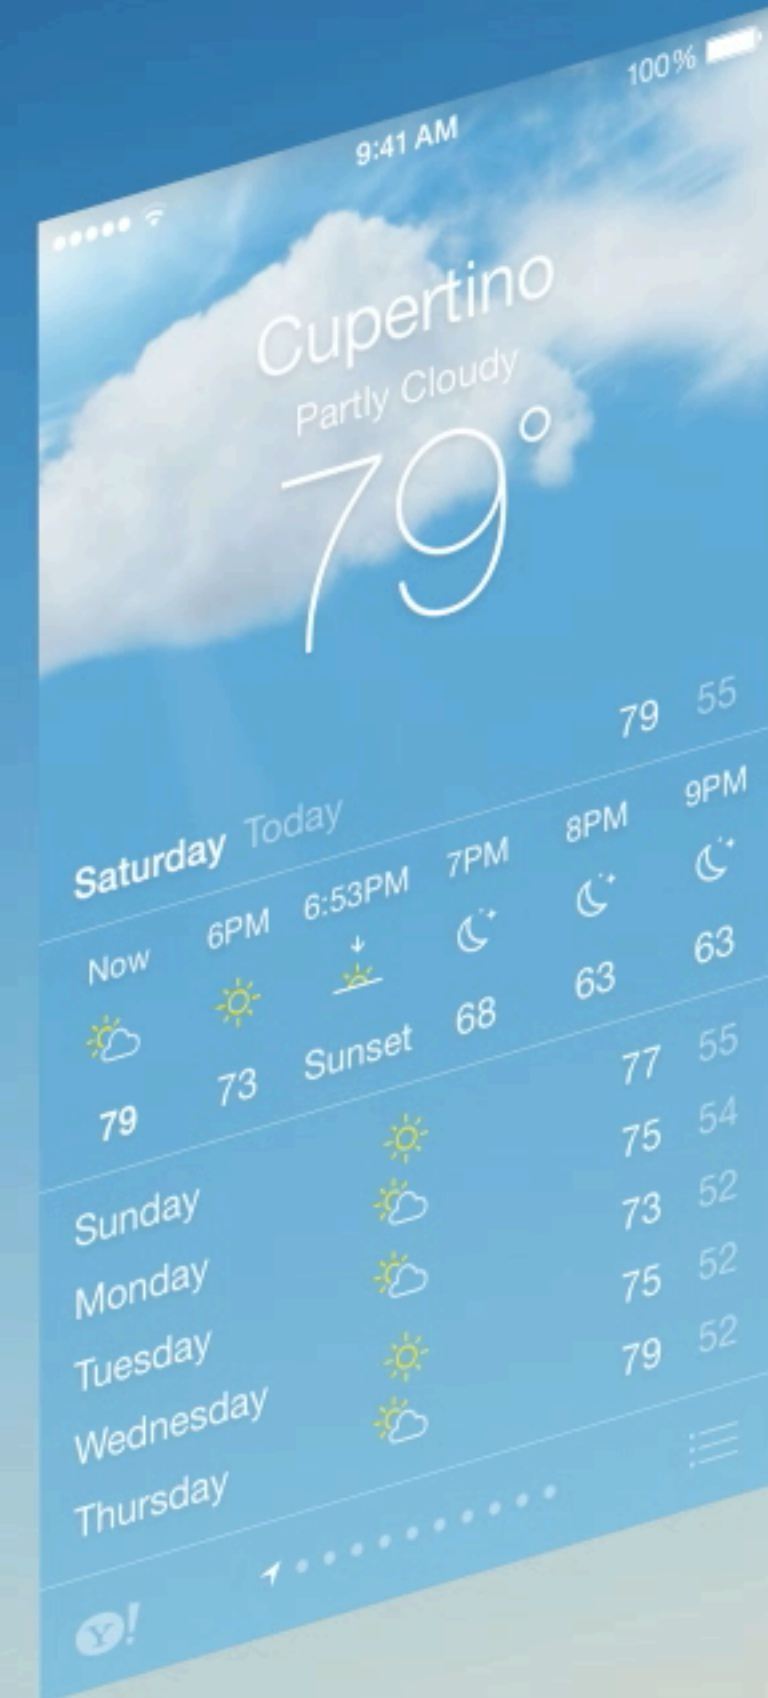 100%
9:41 AM
Cupertino
Partly Cloudy
79°
Saturday Today 79 55
Now 6PM 6:53PM 7PM 8PM 9PM
79 73 Sunset 68 63 63
Sunday 77 55
Monday 75 54
Tuesday 73 52
Wednesday 75 52
Thursday 79 52
Y!